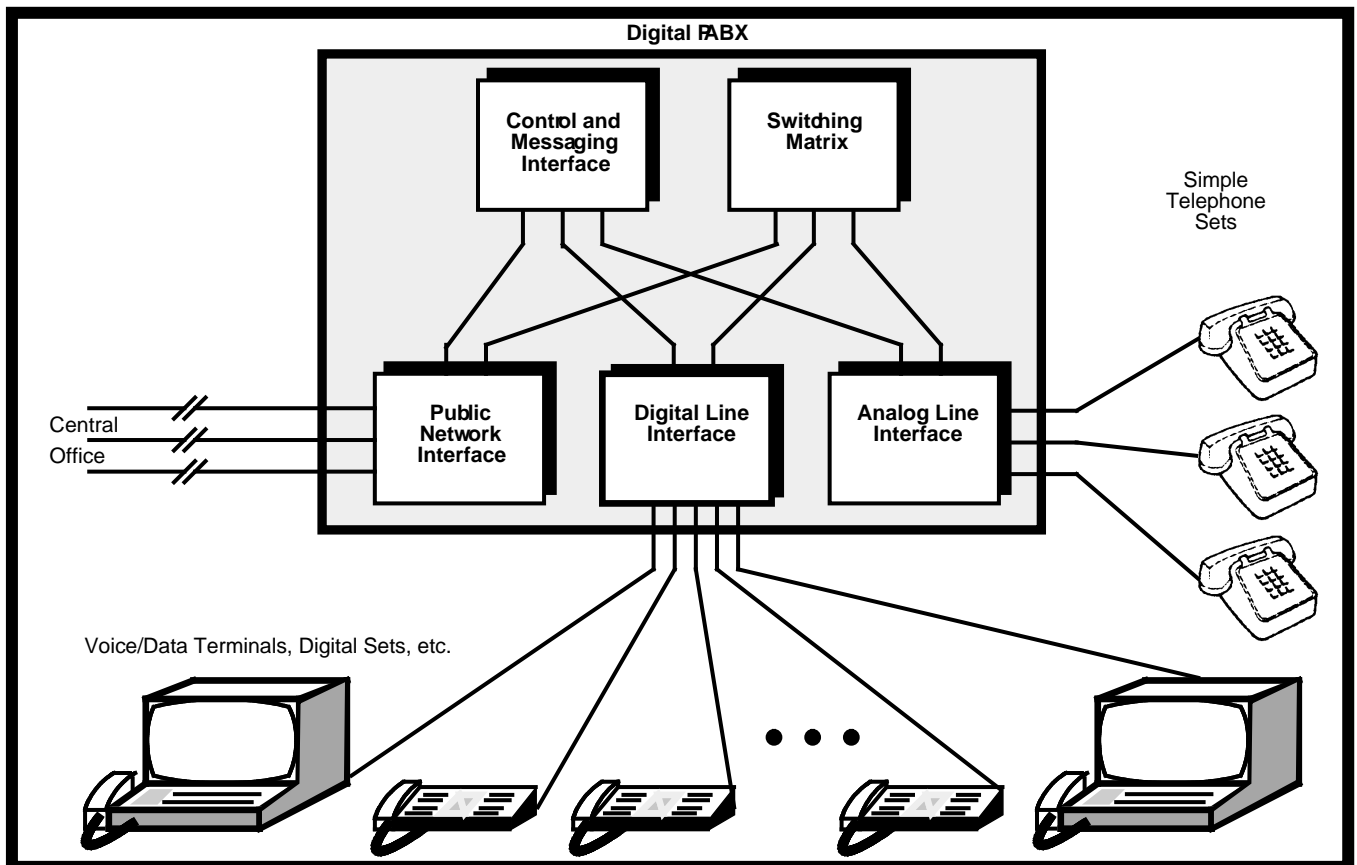 Digital PABX
Control and
Messaging
Interface
Switching
Matrix
Simple
Telephone
Sets
Central
Office
Public
Network
Interface
Digital Line
Interface
Analog Line
Interface
Voice/Data Terminals, Digital Sets, etc.